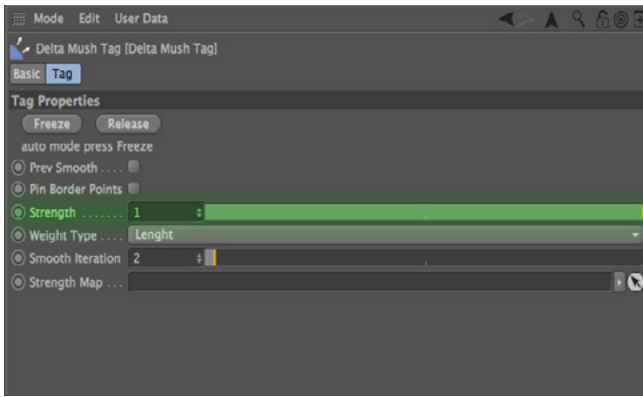 Mode Edit User Data
Delta Mush Tag [Delta Mush Tag]
Basic Tag
Tag Properties
Freeze Release
auto mode press Freeze
Prev Smooth ....
Pin Border Points
Strength ....... 1
Weight Type .... Lenght
Smooth Iteration 2
Strength Map ...